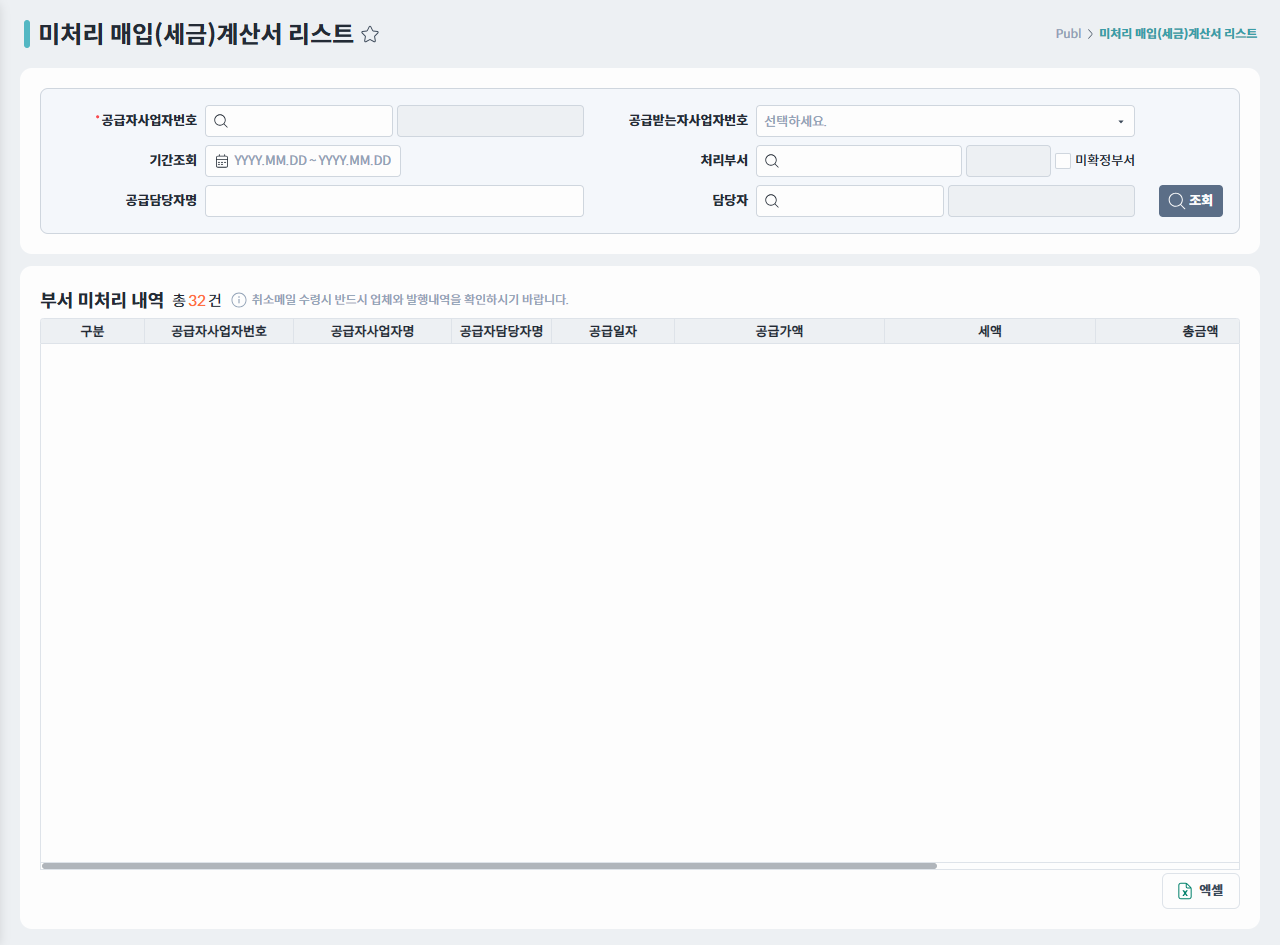 미처리 매입(세금)계산서 리스트
Publ > 미처리 매입(세금)계산서 리스트
*공급자사업자번호
공급받는자사업자번호 선택하세요.
기간조회 YYYY.MM.DD ~ YYYY.MM.DD
처리부서 미확정부서
공급담당자명
담당자
조회
부서 미처리 내역 총 32 건 취소메일 수령시 반드시 업체와 발행내역을 확인하시기 바랍니다.
구분 공급자사업자번호 공급자사업자명 공급자담당자명 공급일자 공급가액 세액 총금액
엑셀